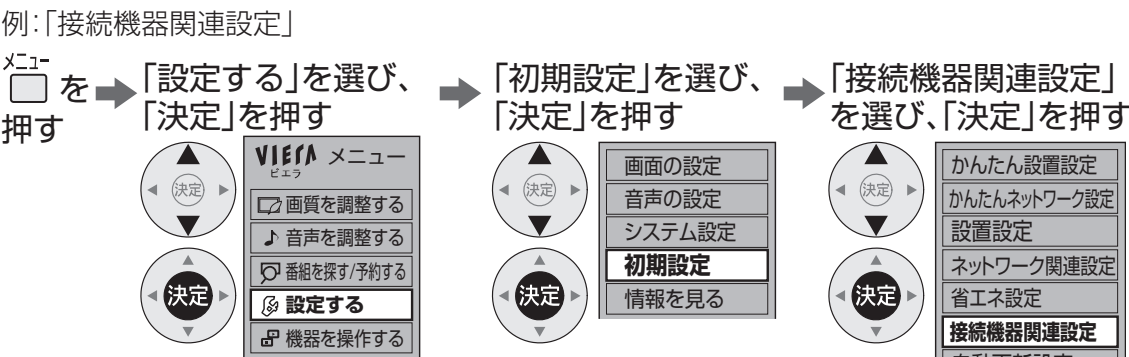 例：「接続機器関連設定」
メニュー
を
押す
「設定する」を選び、
「決定」を押す
決定
決定
VIERA メニュー
ビエラ
画質を調整する
音声を調整する
番組を探す/予約する
設定する
機器を操作する
「初期設定」を選び、
「決定」を押す
決定
決定
画面の設定
音声の設定
システム設定
初期設定
情報を見る
「接続機器関連設定」
を選び、「決定」を押す
決定
決定
かんたん設置設定
かんたんネットワーク設定
設置設定
ネットワーク関連設定
省エネ設定
接続機器関連設定